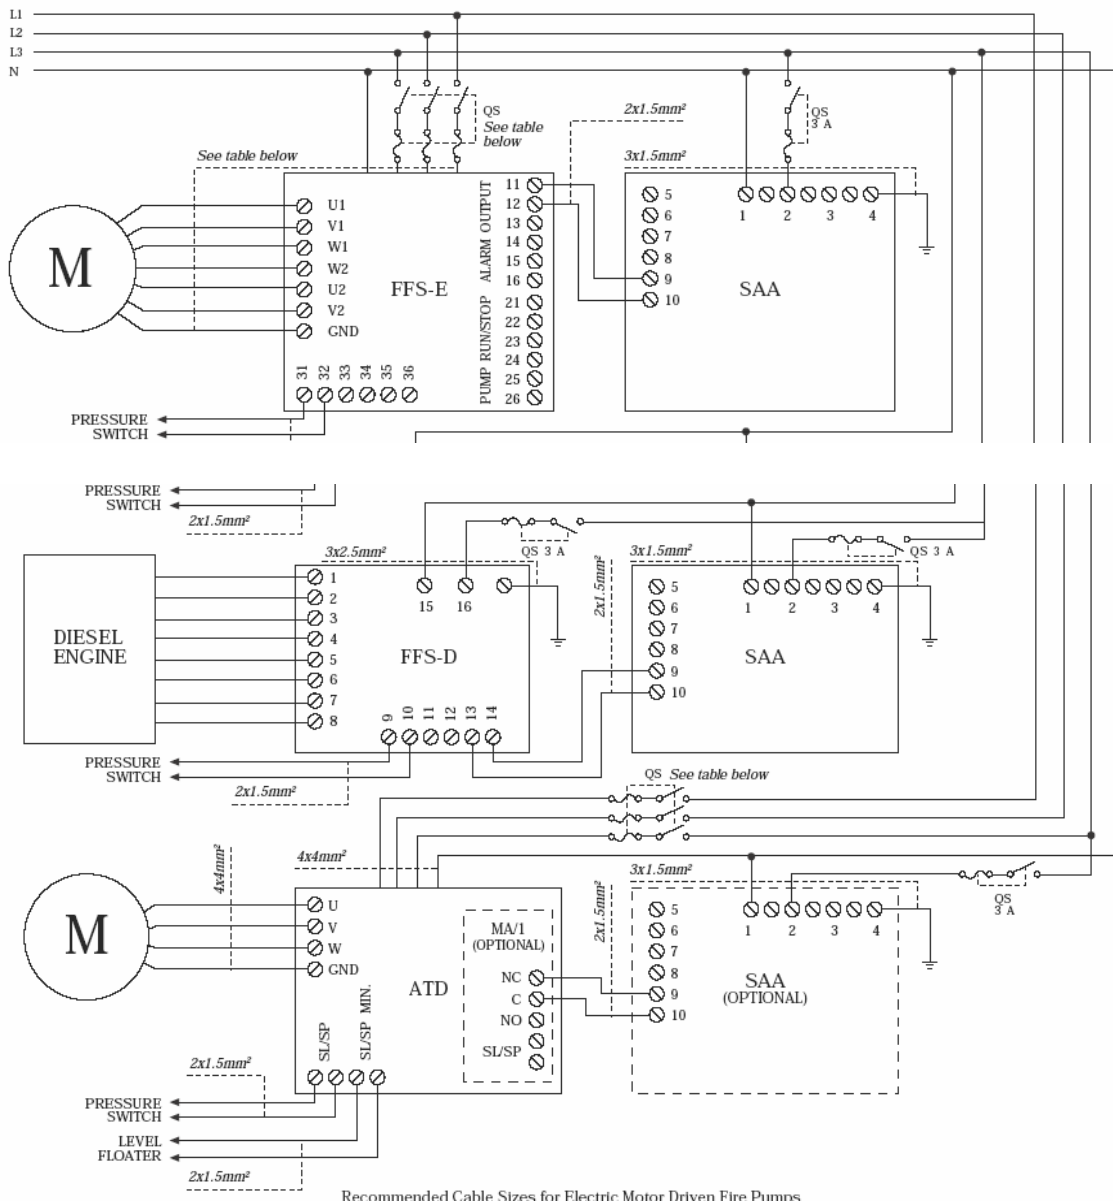 L1
L2
L3
N
QS
See table
below
2x1.5mm²
QS
3 A
See table below
3x1.5mm²
M
U1
V1
W1
W2
U2
V2
GND
FFS-E
ALARM OUTPUT
PUMP RUN/STOP
11
12
13
14
15
16
21
22
23
24
25
26
31
32
33
34
35
36
5
6
7
8
9
10
1
2
3
4
SAA
PRESSURE
SWITCH
PRESSURE
SWITCH
2x1.5mm²
3x2.5mm²
QS 3 A
2x1.5mm²
3x1.5mm²
QS 3 A
DIESEL
ENGINE
1
2
3
4
5
6
7
8
15
16
FFS-D
9
10
11
12
13
14
5
6
7
8
9
10
1
2
3
4
SAA
PRESSURE
SWITCH
2x1.5mm²
QS See table below
4x4mm²
4x4mm²
2x1.5mm²
3x1.5mm²
QS
3 A
M
U
V
W
GND
ATD
MA/1
(OPTIONAL)
NC
C
NO
SL/SP
SL/SP
SL/SP MIN.
5
6
7
8
9
10
1
2
3
4
SAA
(OPTIONAL)
2x1.5mm²
PRESSURE
SWITCH
LEVEL
FLOATER
2x1.5mm²
Recommended Cable Sizes for Electric Motor Driven Fire Pumps